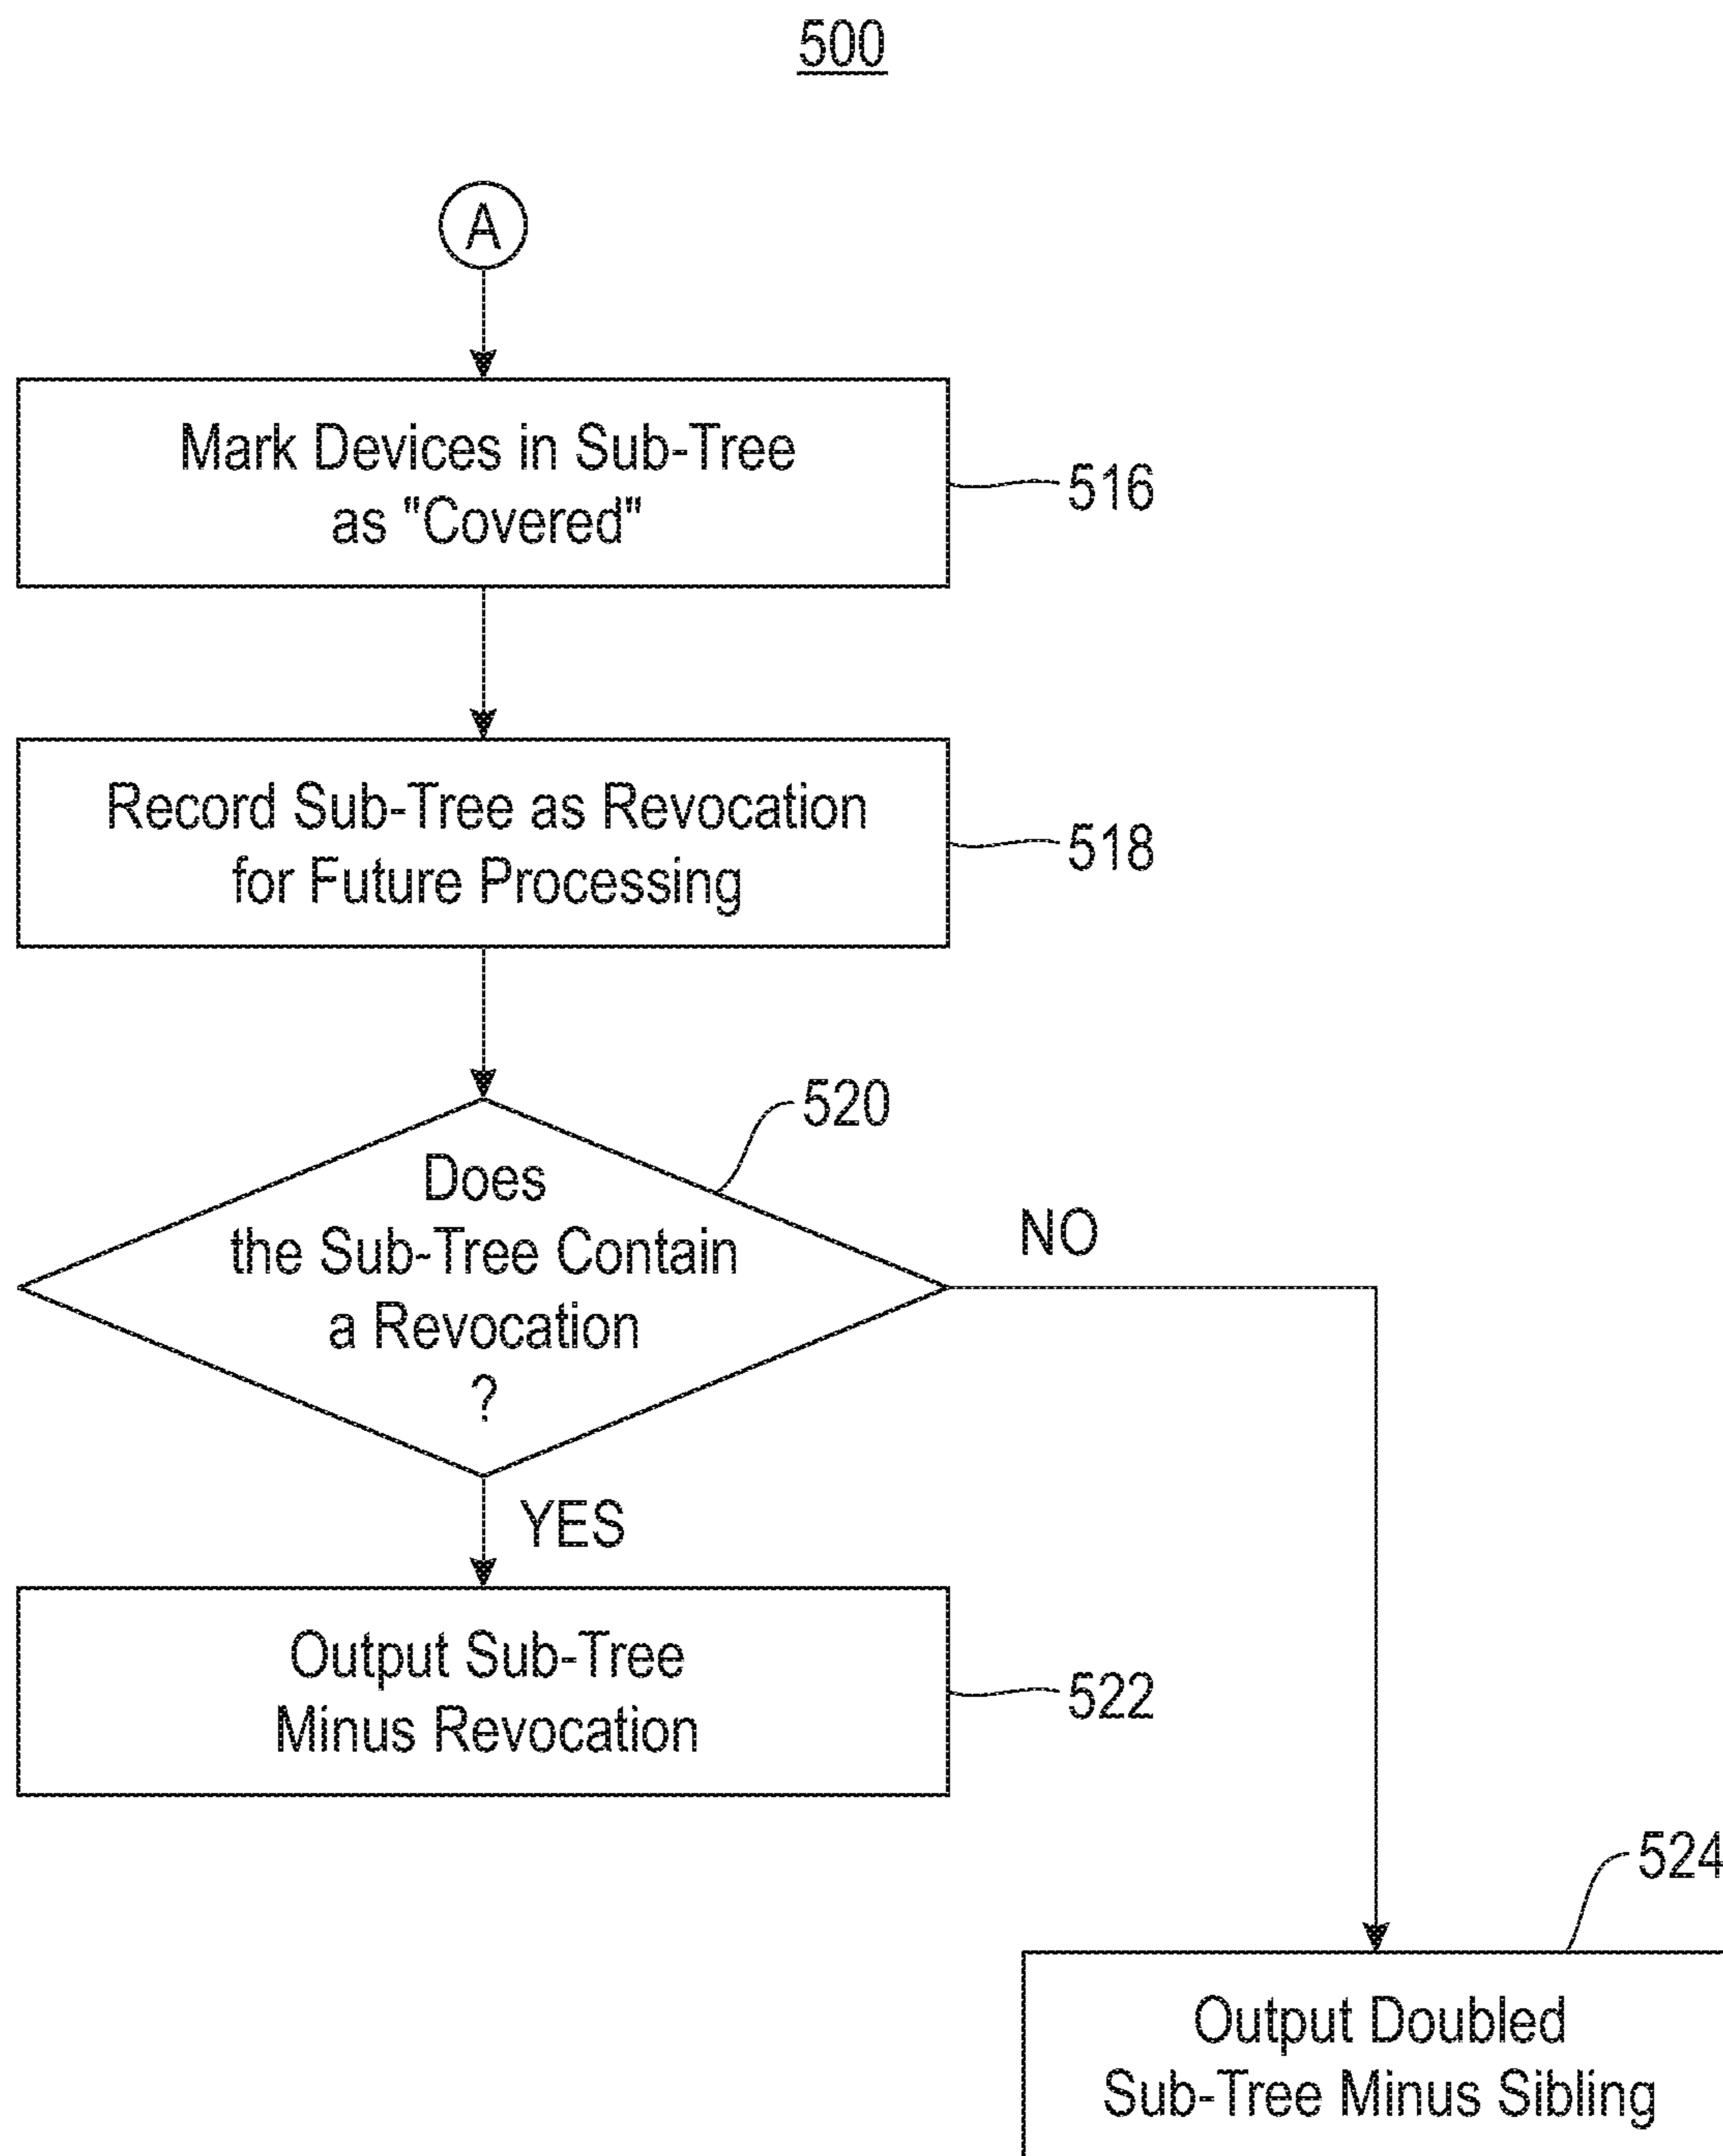 500
A
Mark Devices in Sub-Tree
as "Covered"
516
Record Sub-Tree as Revocation
for Future Processing
518
520
Does
the Sub-Tree Contain
a Revocation
?
NO
YES
Output Sub-Tree
Minus Revocation
522
524
Output Doubled
Sub-Tree Minus Sibling